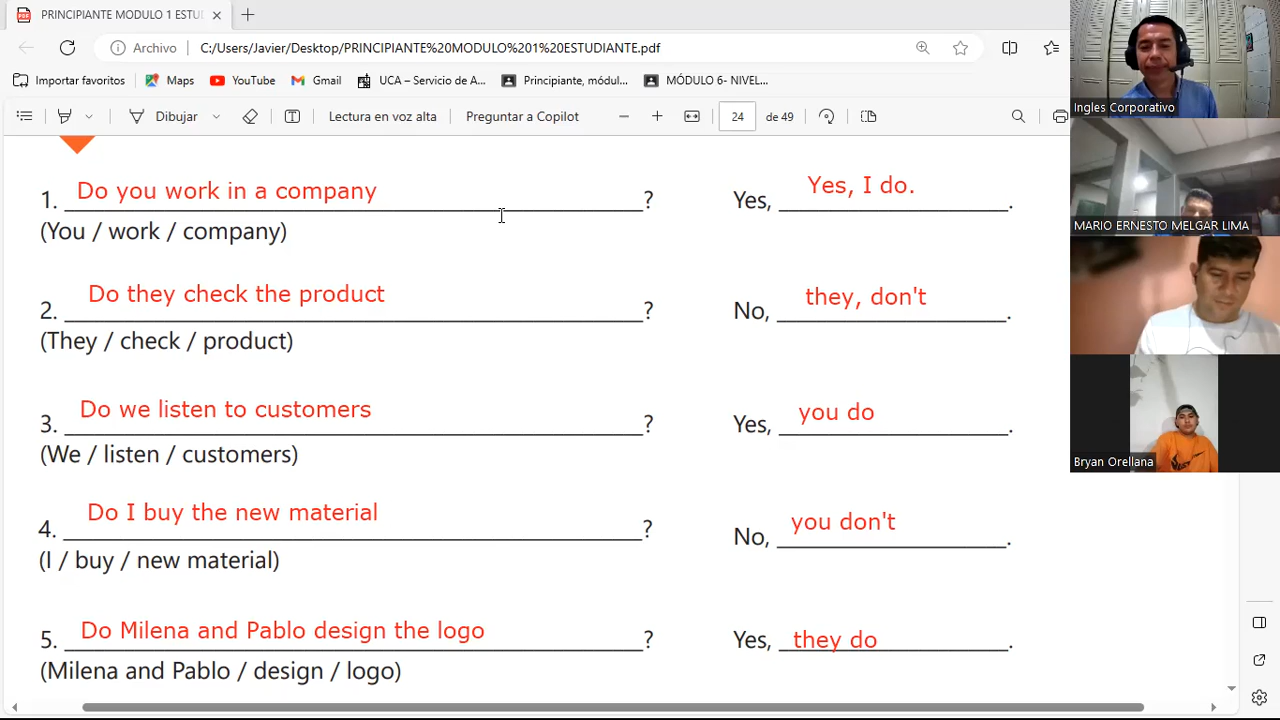 PRINCIPIANTE MODULO 1 ESTU
Archivo C:/Users/Javier/Desktop/PRINCIPIANTE%20MODULO%201%20ESTUDIANTE.pdf
Importar favoritos Maps YouTube Gmail UCA – Servicio de A... Principiante, módul... MÓDULO 6- NIVEL...
Dibujar Lectura en voz alta Preguntar a Copilot 24 de 49
Ingles Corporativo
MARIO ERNESTO MELGAR LIMA
Bryan Orellana
1. Do you work in a company ? Yes, Yes, I do. .
(You / work / company)
2. Do they check the product ? No, they, don't .
(They / check / product)
3. Do we listen to customers ? Yes, you do .
(We / listen / customers)
4. Do I buy the new material ? No, you don't .
(I / buy / new material)
5. Do Milena and Pablo design the logo ? Yes, they do .
(Milena and Pablo / design / logo)